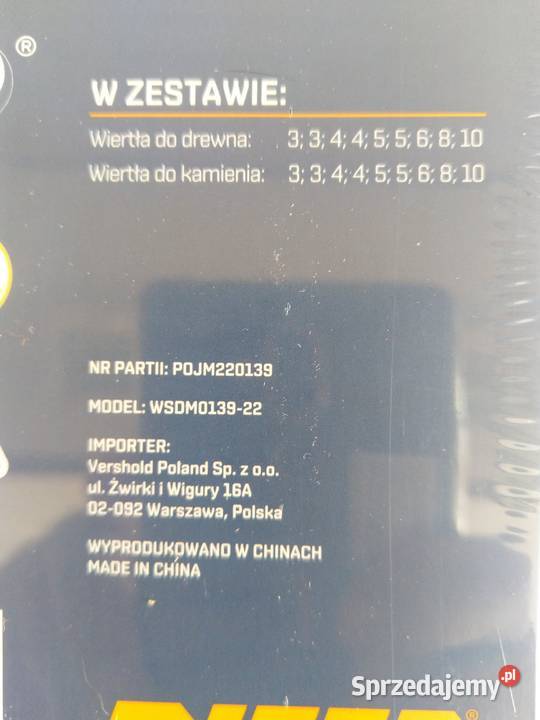 ®
W ZESTAWIE:
Wiertła do drewna: 3; 3; 4; 4; 5; 5; 6; 8; 10
Wiertła do kamienia: 3; 3; 4; 4; 5; 5; 6; 8; 10
NR PARTII: POJM220139
MODEL: WSDM0139-22
IMPORTER:
Vershold Poland Sp. z o.o.
ul. Żwirki i Wigury 16A
02-092 Warszawa, Polska
WYPRODUKOWANO W CHINACH
MADE IN CHINA
®
Sprzedajemy.pl